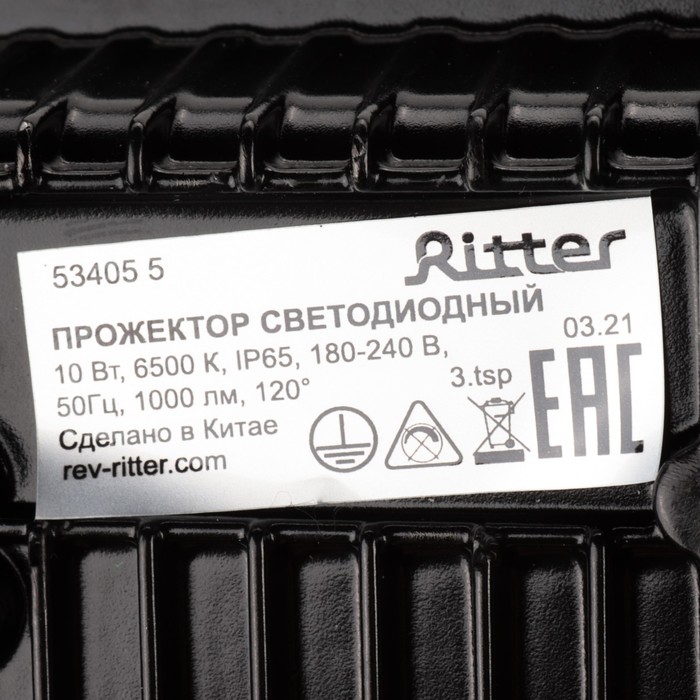 53405 5
Ritter
ПРОЖЕКТОР СВЕТОДИОДНЫЙ
03.21
10 Вт, 6500 К, IP65, 180-240 В,
50Гц, 1000 лм, 120°
3.tsp
EAC
Сделано в Китае
rev-ritter.com